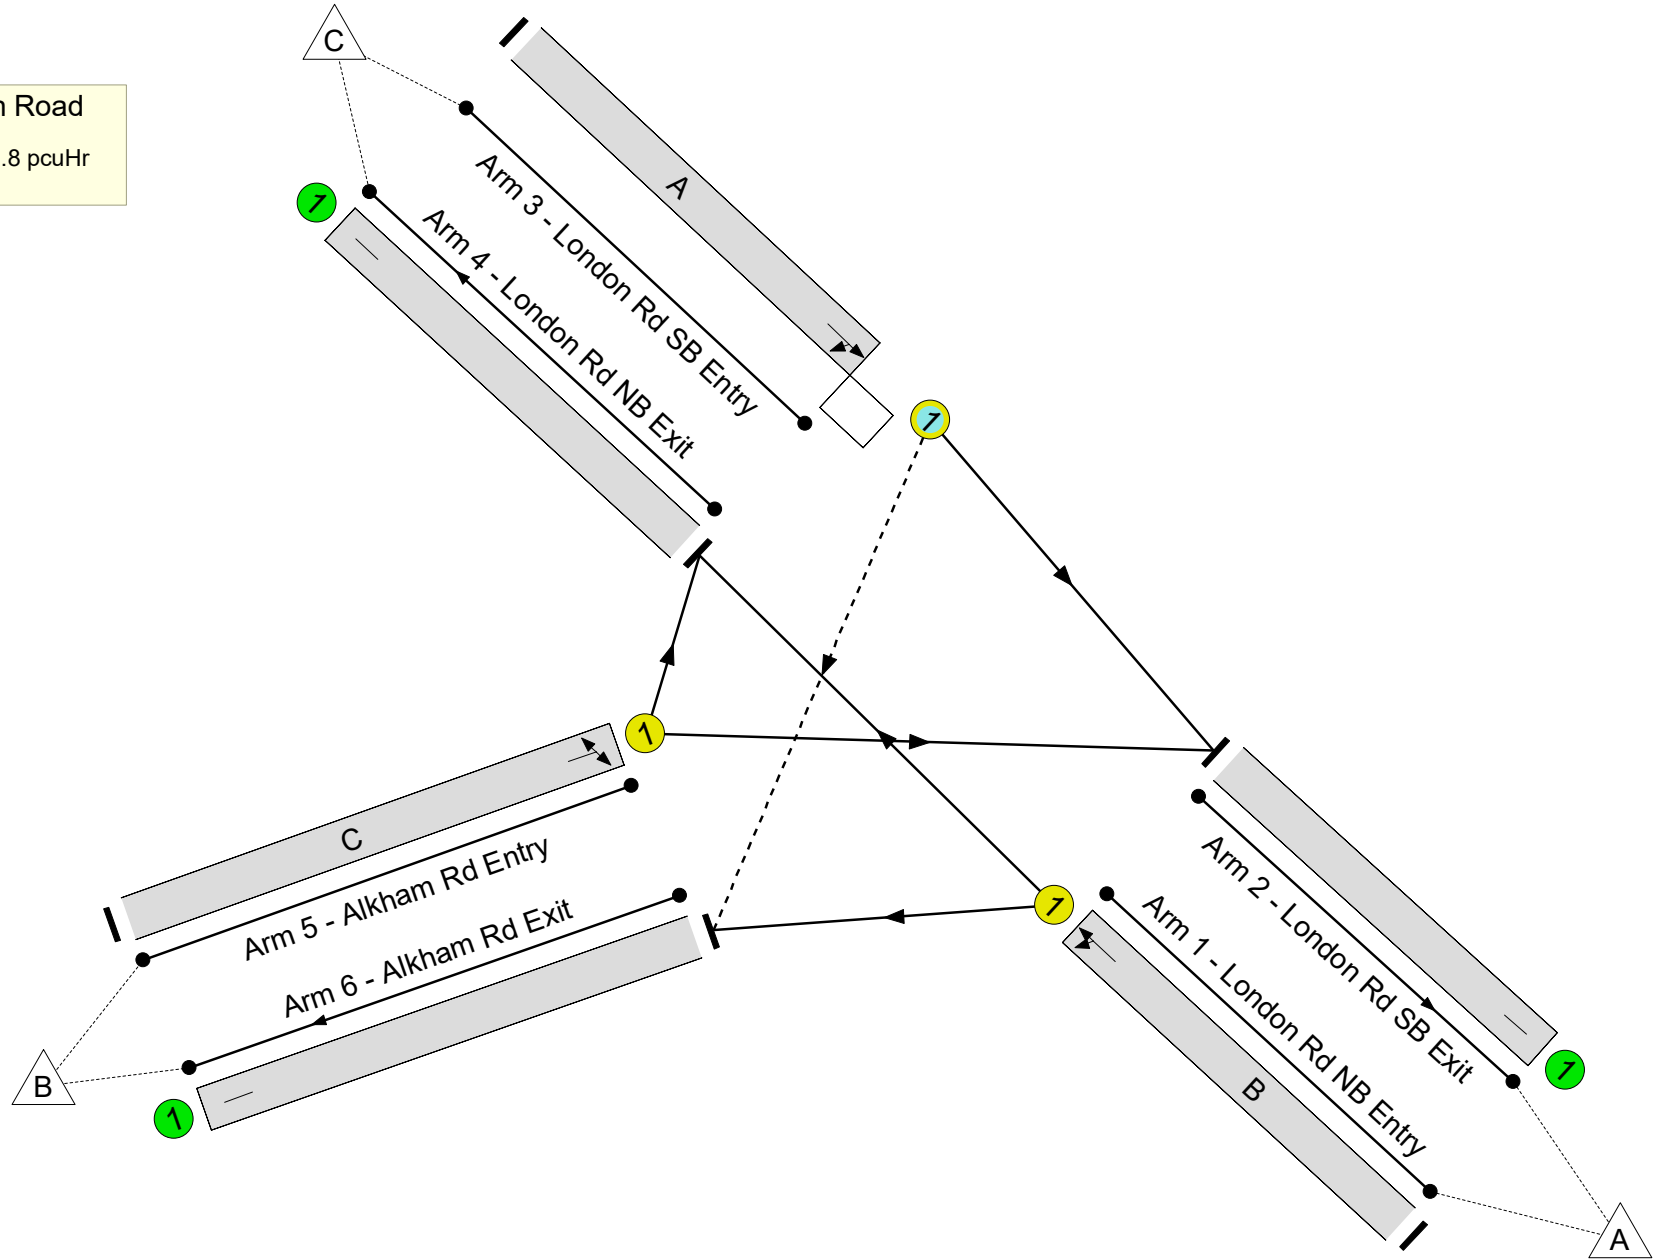 C
n Road
.8 pcuHr
A
Arm 3 - London Rd SB Entry
1
Arm 4 - London Rd NB Exit
1
1
C
Arm 5 - Alkham Rd Entry
Arm 6 - Alkham Rd Exit
1
Arm 2 - London Rd SB Exit
Arm 1 - London Rd NB Entry
B
1
B
1
A